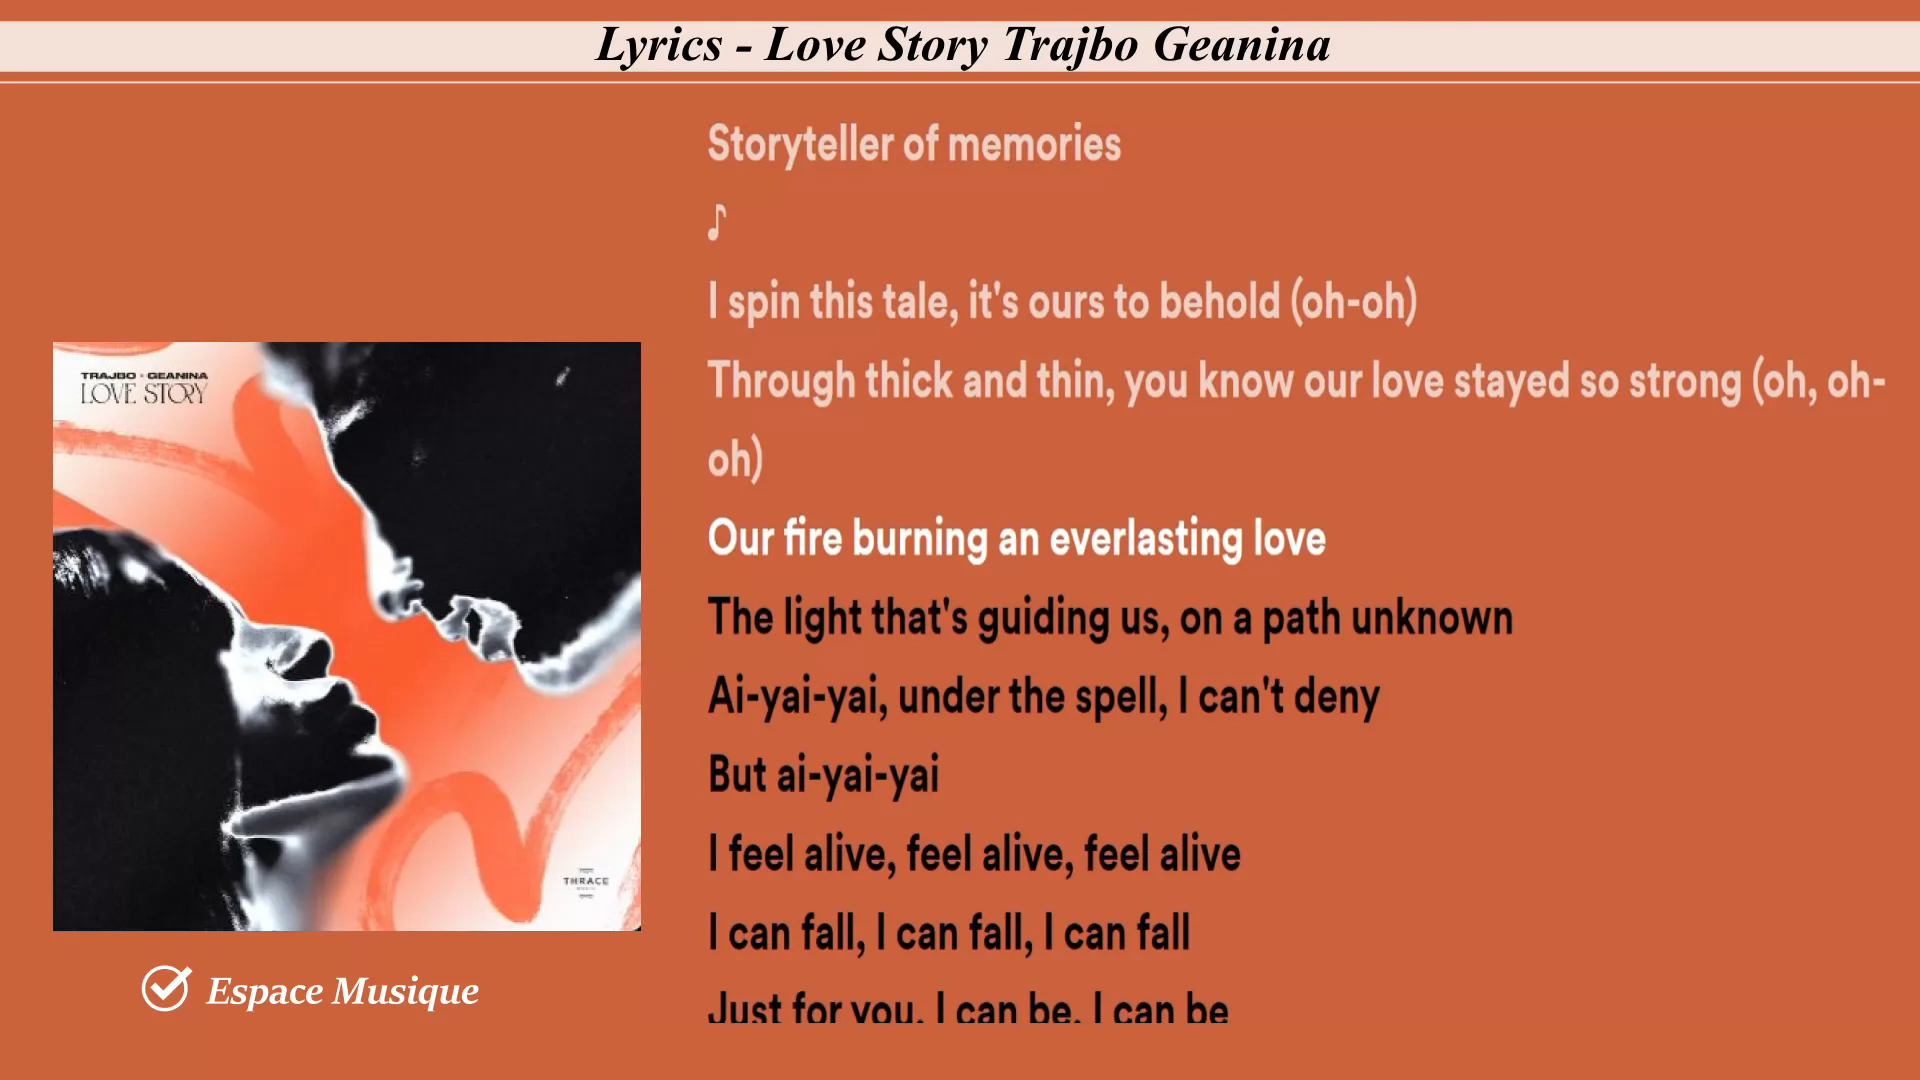 Lyrics - Love Story Trajbo Geanina
Storyteller of memories
♪
I spin this tale, it's ours to behold (oh-oh)
Through thick and thin, you know our love stayed so strong (oh, oh-
oh)
Our fire burning an everlasting love
The light that's guiding us, on a path unknown
Ai-yai-yai, under the spell, I can't deny
But ai-yai-yai
I feel alive, feel alive, feel alive
I can fall, I can fall, I can fall
Just for you, I can be, I can be
TRAJBO × GEANINA
LOVE STORY
THRACE
Espace Musique